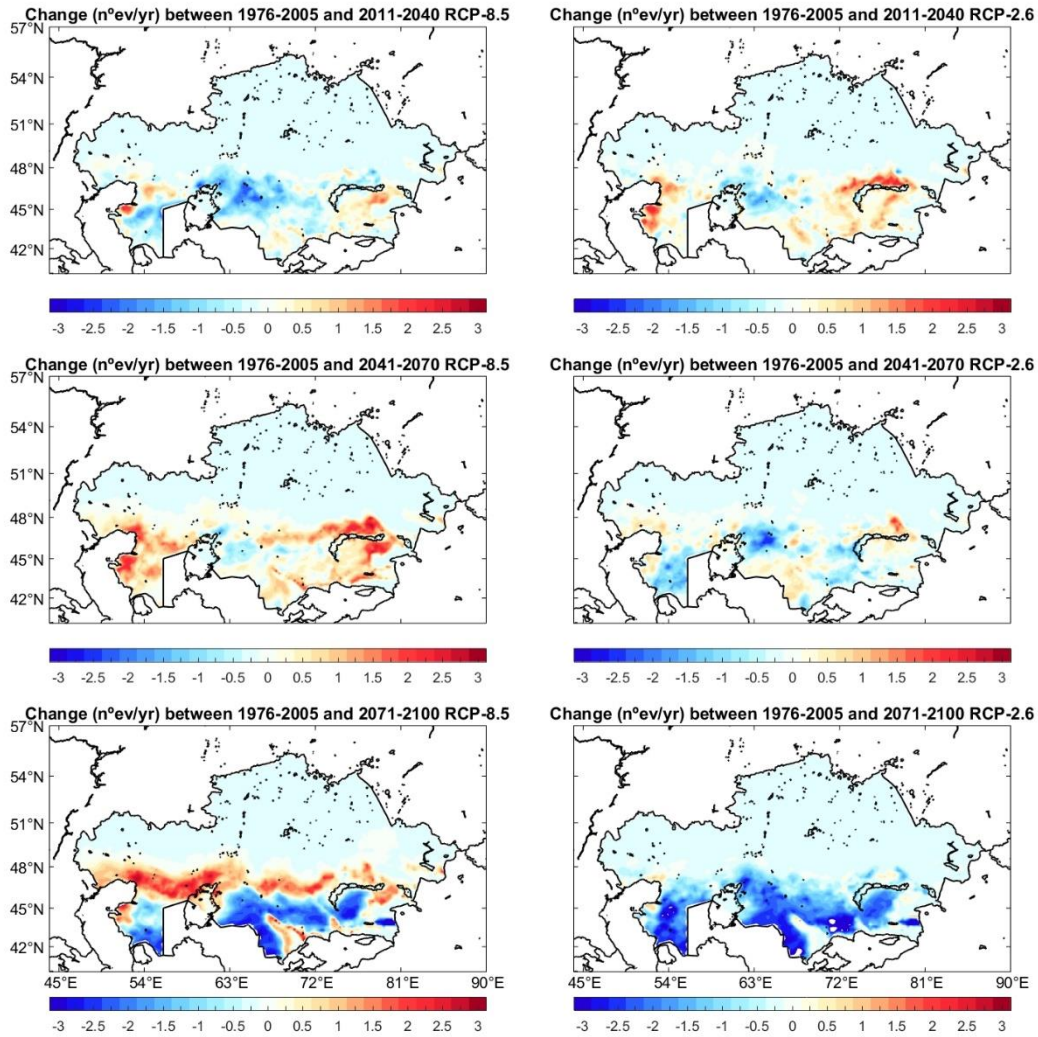 Change (nºev/yr) between 1976-2005 and 2011-2040 RCP-8.5
57°N
54°N
51°N
48°N
45°N
42°N
-3 -2.5 -2 -1.5 -1 -0.5 0 0.5 1 1.5 2 2.5 3
Change (nºev/yr) between 1976-2005 and 2011-2040 RCP-2.6
-3 -2.5 -2 -1.5 -1 -0.5 0 0.5 1 1.5 2 2.5 3
Change (nºev/yr) between 1976-2005 and 2041-2070 RCP-8.5
57°N
54°N
51°N
48°N
45°N
42°N
-3 -2.5 -2 -1.5 -1 -0.5 0 0.5 1 1.5 2 2.5 3
Change (nºev/yr) between 1976-2005 and 2041-2070 RCP-2.6
-3 -2.5 -2 -1.5 -1 -0.5 0 0.5 1 1.5 2 2.5 3
Change (nºev/yr) between 1976-2005 and 2071-2100 RCP-8.5
57°N
54°N
51°N
48°N
45°N
42°N
45°E 54°E 63°E 72°E 81°E 90°E
-3 -2.5 -2 -1.5 -1 -0.5 0 0.5 1 1.5 2 2.5 3
Change (nºev/yr) between 1976-2005 and 2071-2100 RCP-2.6
45°E 54°E 63°E 72°E 81°E 90°E
-3 -2.5 -2 -1.5 -1 -0.5 0 0.5 1 1.5 2 2.5 3